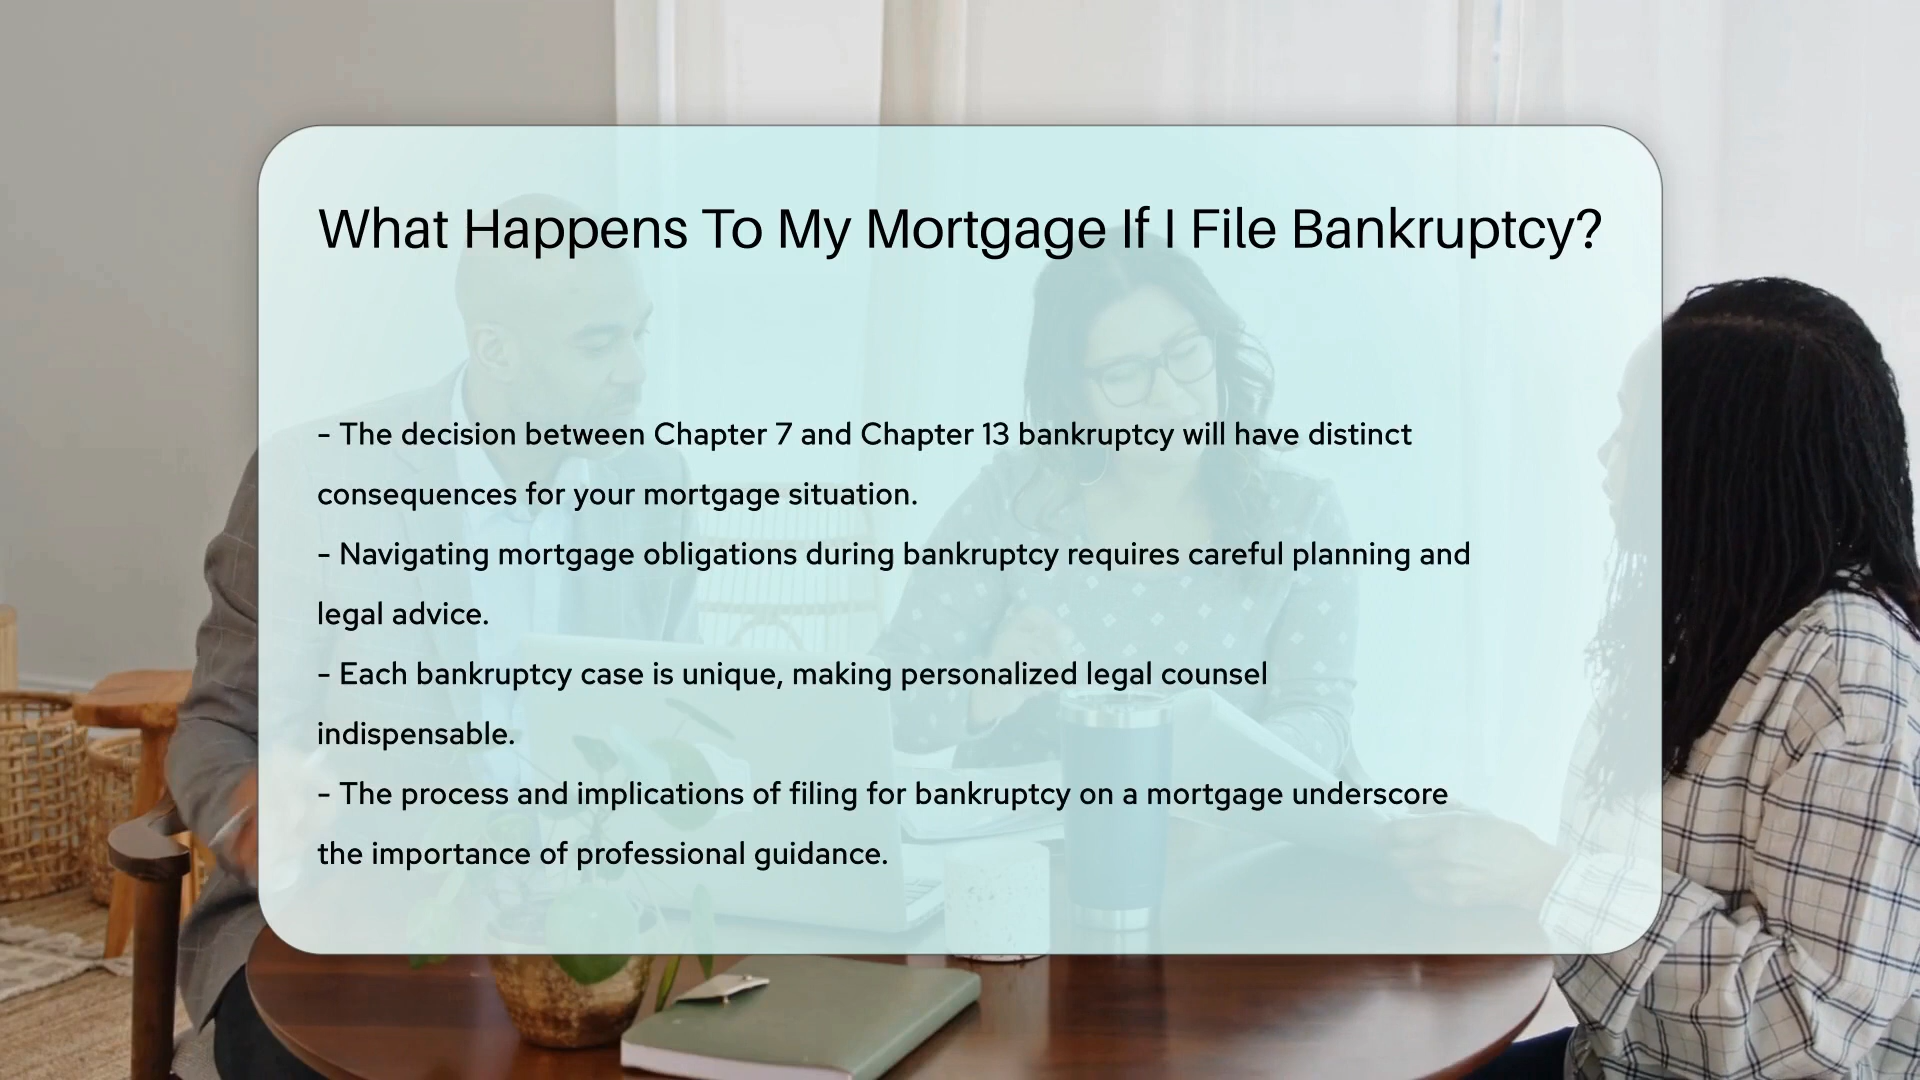 What Happens To My Mortgage If I File Bankruptcy?
- The decision between Chapter 7 and Chapter 13 bankruptcy will have distinct
consequences for your mortgage situation.
- Navigating mortgage obligations during bankruptcy requires careful planning and
legal advice.
- Each bankruptcy case is unique, making personalized legal counsel
indispensable.
- The process and implications of filing for bankruptcy on a mortgage underscore
the importance of professional guidance.